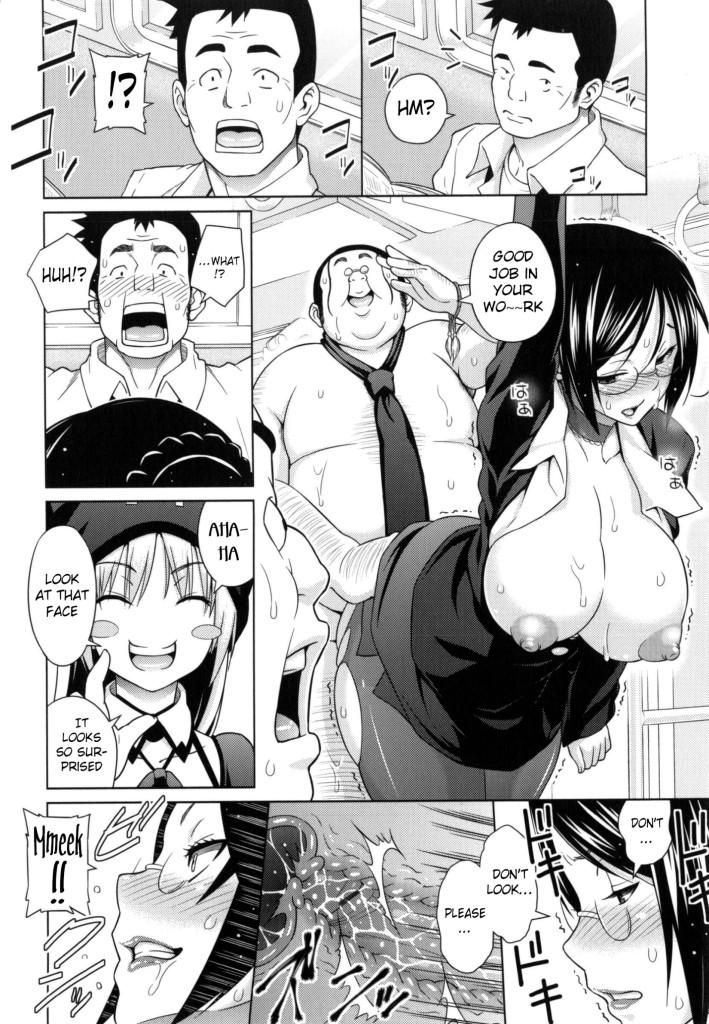 HM?
!?
GOOD
JOB IN
YOUR
WO~~RK
はぁ
はぁ
...WHAT
!?
HUH!?
AHA-
HA
LOOK
AT THAT
FACE
IT
LOOKS
SO SUR-
PRISED
DON'T
...
ドキ
ドキ
DON'T
LOOK...
PLEASE
...
Mmeek
!!